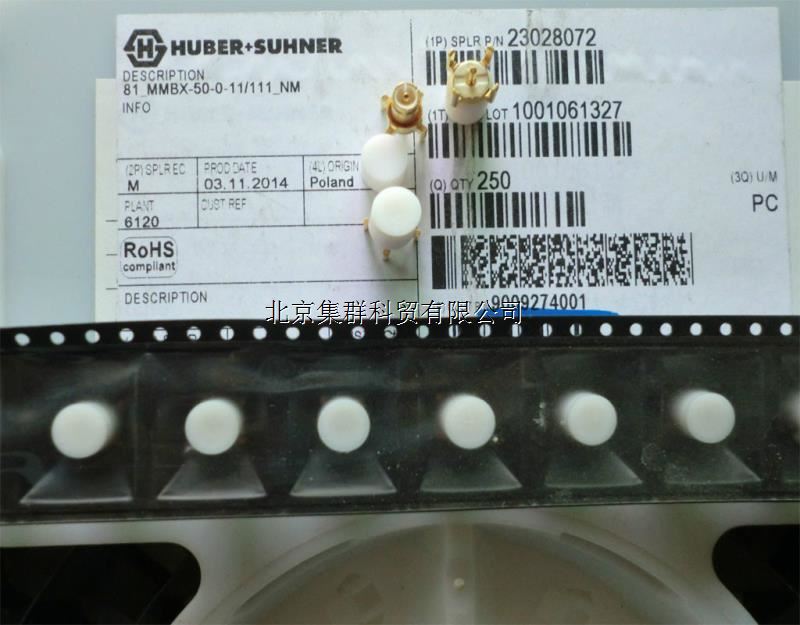 HUBER+SUHNER
DESCRIPTION
81_MMBX-50-0-11/111_NM
INFO
(2P) SPLR EC
M
PROD DATE
03.11.2014
(4L) ORIGIN
Poland
PLANT
6120
CUST REF
RoHS
compliant
DESCRIPTION
(1P) SPLR P/N 23028072
(1T) LOT 1001061327
(Q) QTY 250
(3Q) U/M
PC
9009274001
北京集群科贸有限公司